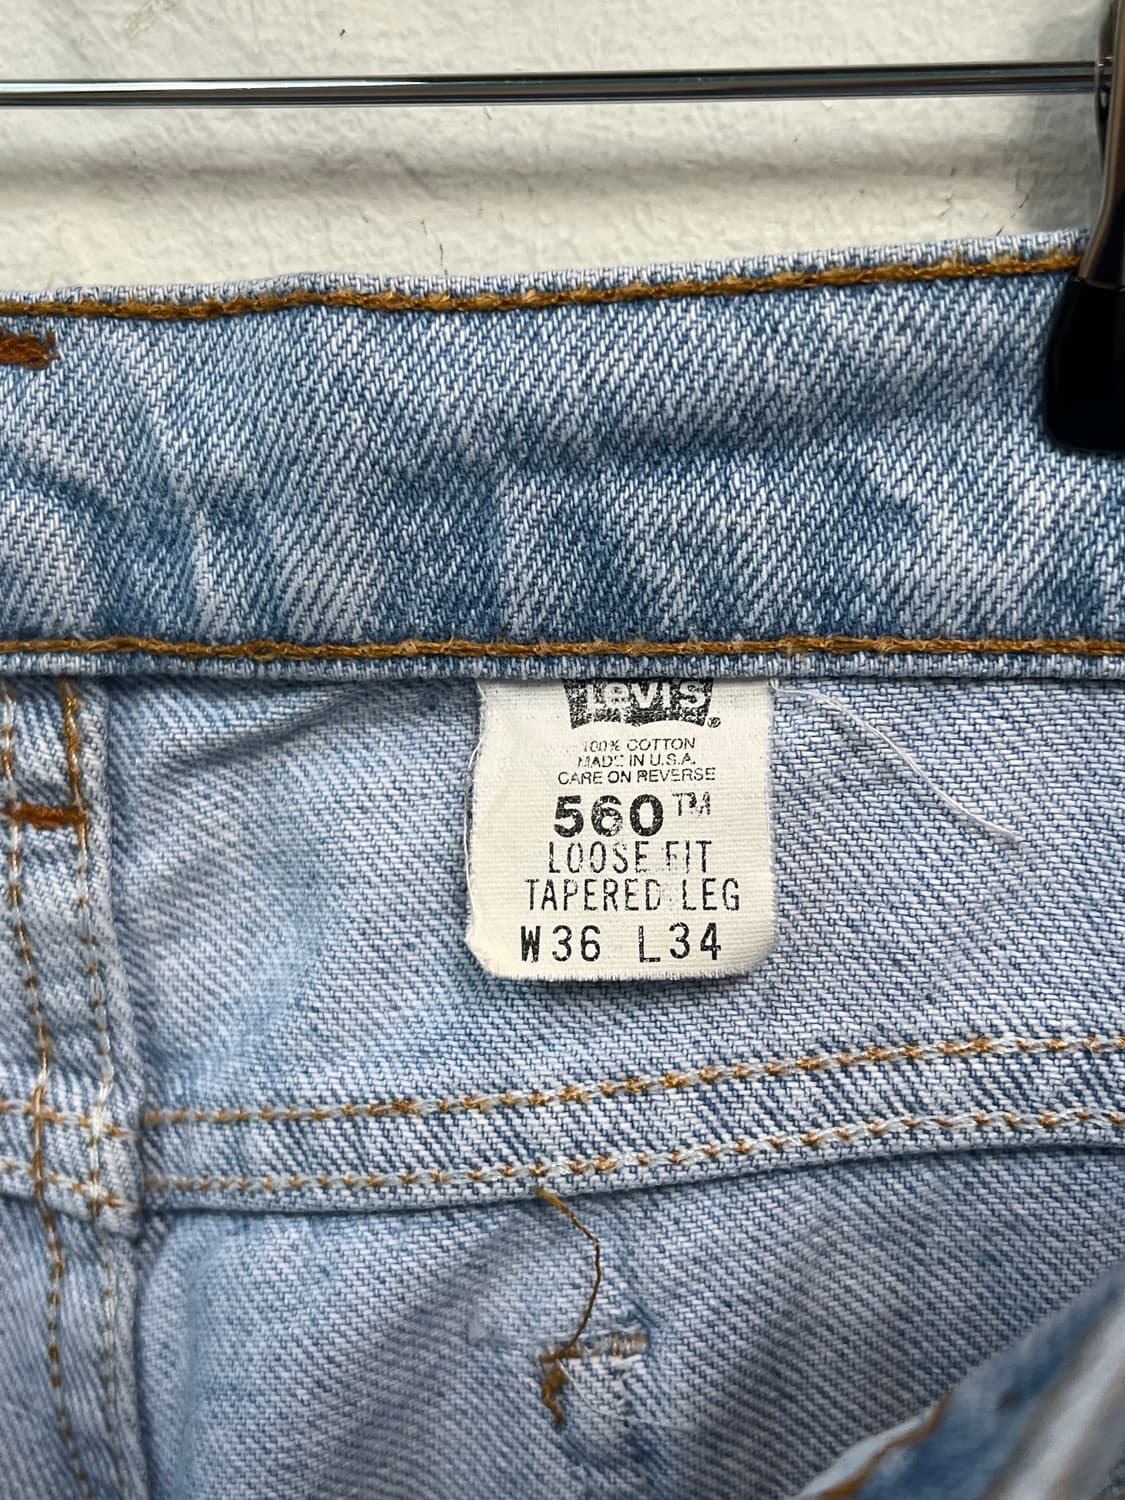 Levi's®
100% COTTON
MADE IN U.S.A.
CARE ON REVERSE
560™
LOOSE FIT
TAPERED LEG
W36 L34